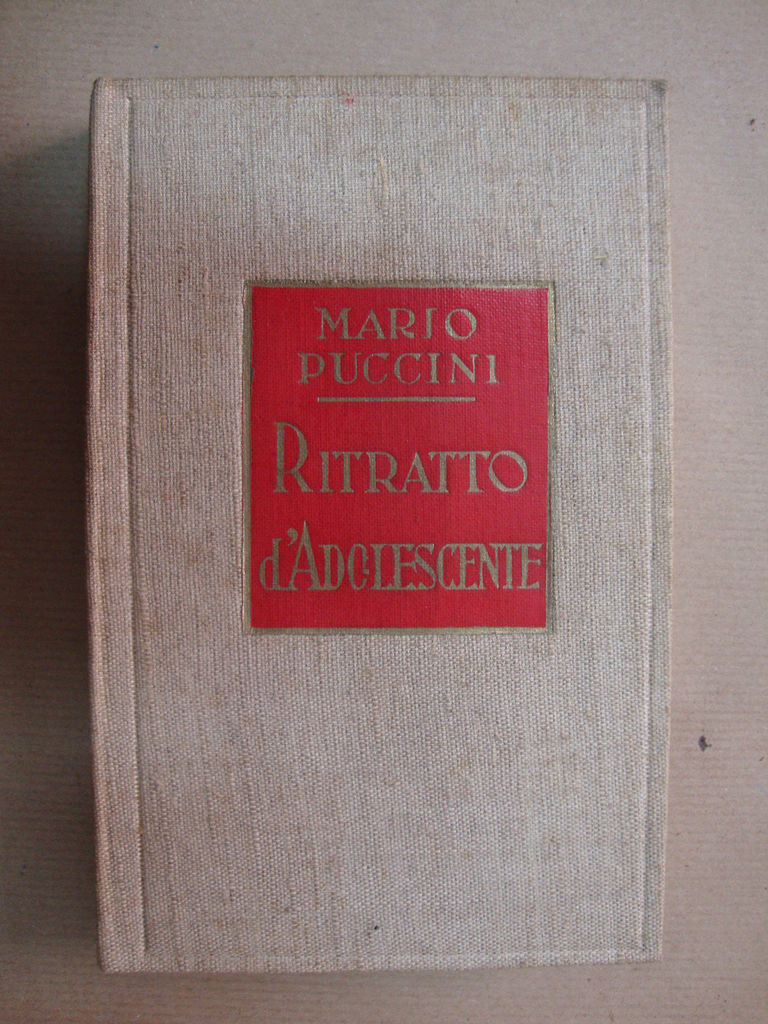 MARIO
PUCCINI
RITRATTO
d'ADOLESCENTE